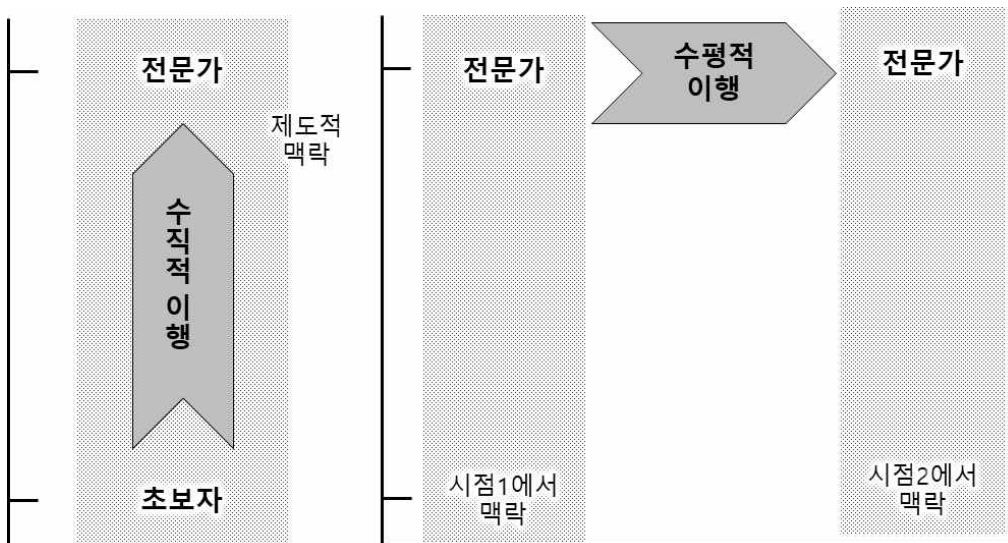 전문가
제도적
맥락
수직적 이행
초보자
전문가
수평적
이행
전문가
시점1에서
맥락
시점2에서
맥락